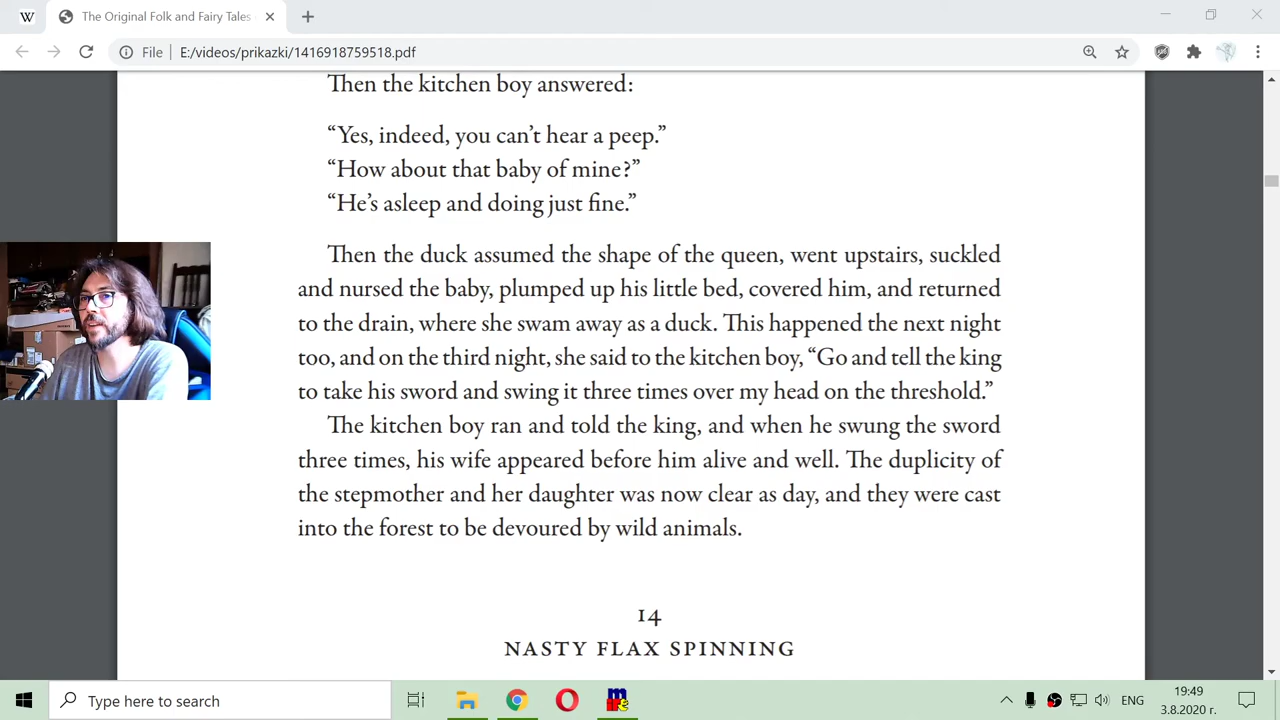 The Original Folk and Fairy Tales
File | E:/videos/prikazki/1416918759518.pdf
Then the kitchen boy answered:
“Yes, indeed, you can’t hear a peep.”
“How about that baby of mine?”
“He’s asleep and doing just fine.”
Then the duck assumed the shape of the queen, went upstairs, suckled
and nursed the baby, plumped up his little bed, covered him, and returned
to the drain, where she swam away as a duck. This happened the next night
too, and on the third night, she said to the kitchen boy, “Go and tell the king
to take his sword and swing it three times over my head on the threshold.”
The kitchen boy ran and told the king, and when he swung the sword
three times, his wife appeared before him alive and well. The duplicity of
the stepmother and her daughter was now clear as day, and they were cast
into the forest to be devoured by wild animals.
14
NASTY FLAX SPINNING
Type here to search
ЕНГ
19:49
3.8.2020 г.